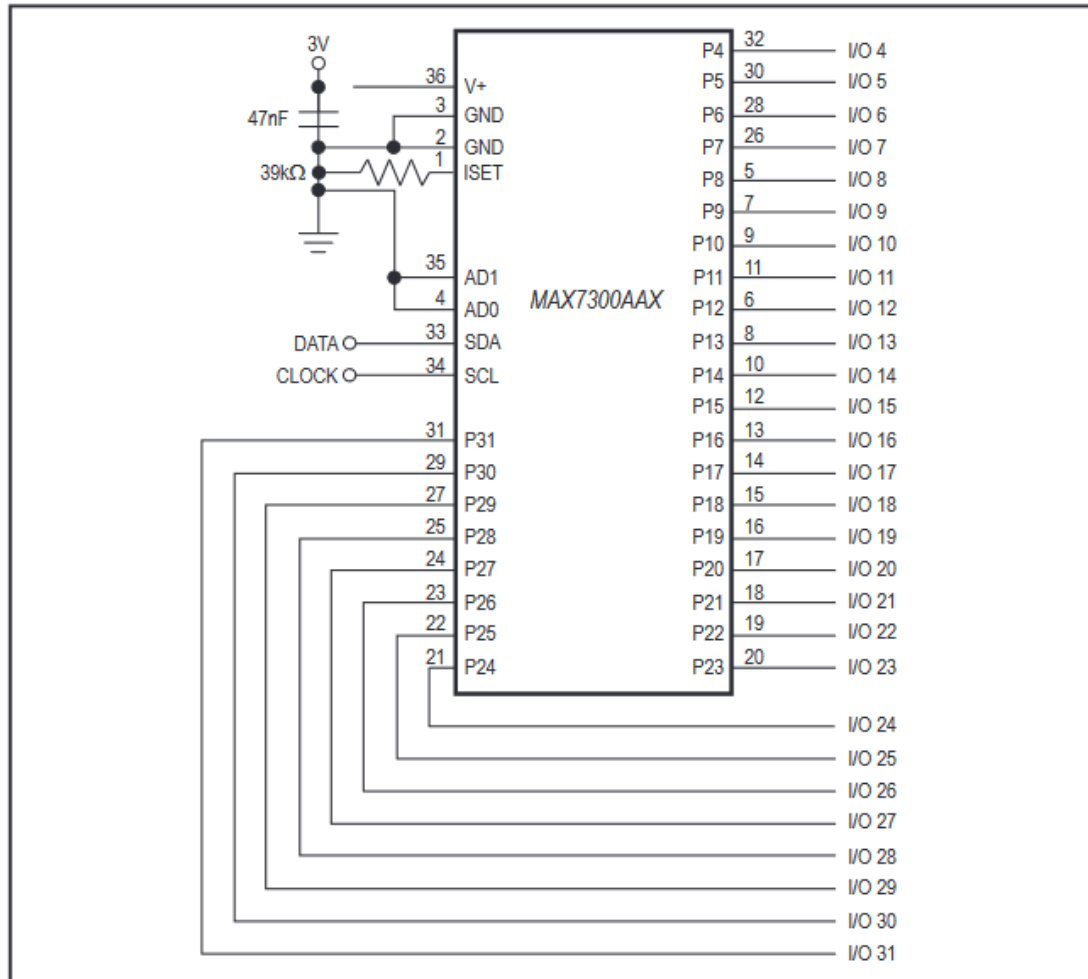 3V
47nF
39kΩ
36 V+
3 GND
2 GND
1 ISET
35 AD1
4 AD0
DATA 33 SDA
CLOCK 34 SCL
31 P31
29 P30
27 P29
25 P28
24 P27
23 P26
22 P25
21 P24
MAX7300AAX
P4 32 I/O 4
P5 30 I/O 5
P6 28 I/O 6
P7 26 I/O 7
P8 5 I/O 8
P9 7 I/O 9
P10 9 I/O 10
P11 11 I/O 11
P12 6 I/O 12
P13 8 I/O 13
P14 10 I/O 14
P15 12 I/O 15
P16 13 I/O 16
P17 14 I/O 17
P18 15 I/O 18
P19 16 I/O 19
P20 17 I/O 20
P21 18 I/O 21
P22 19 I/O 22
P23 20 I/O 23
I/O 24
I/O 25
I/O 26
I/O 27
I/O 28
I/O 29
I/O 30
I/O 31